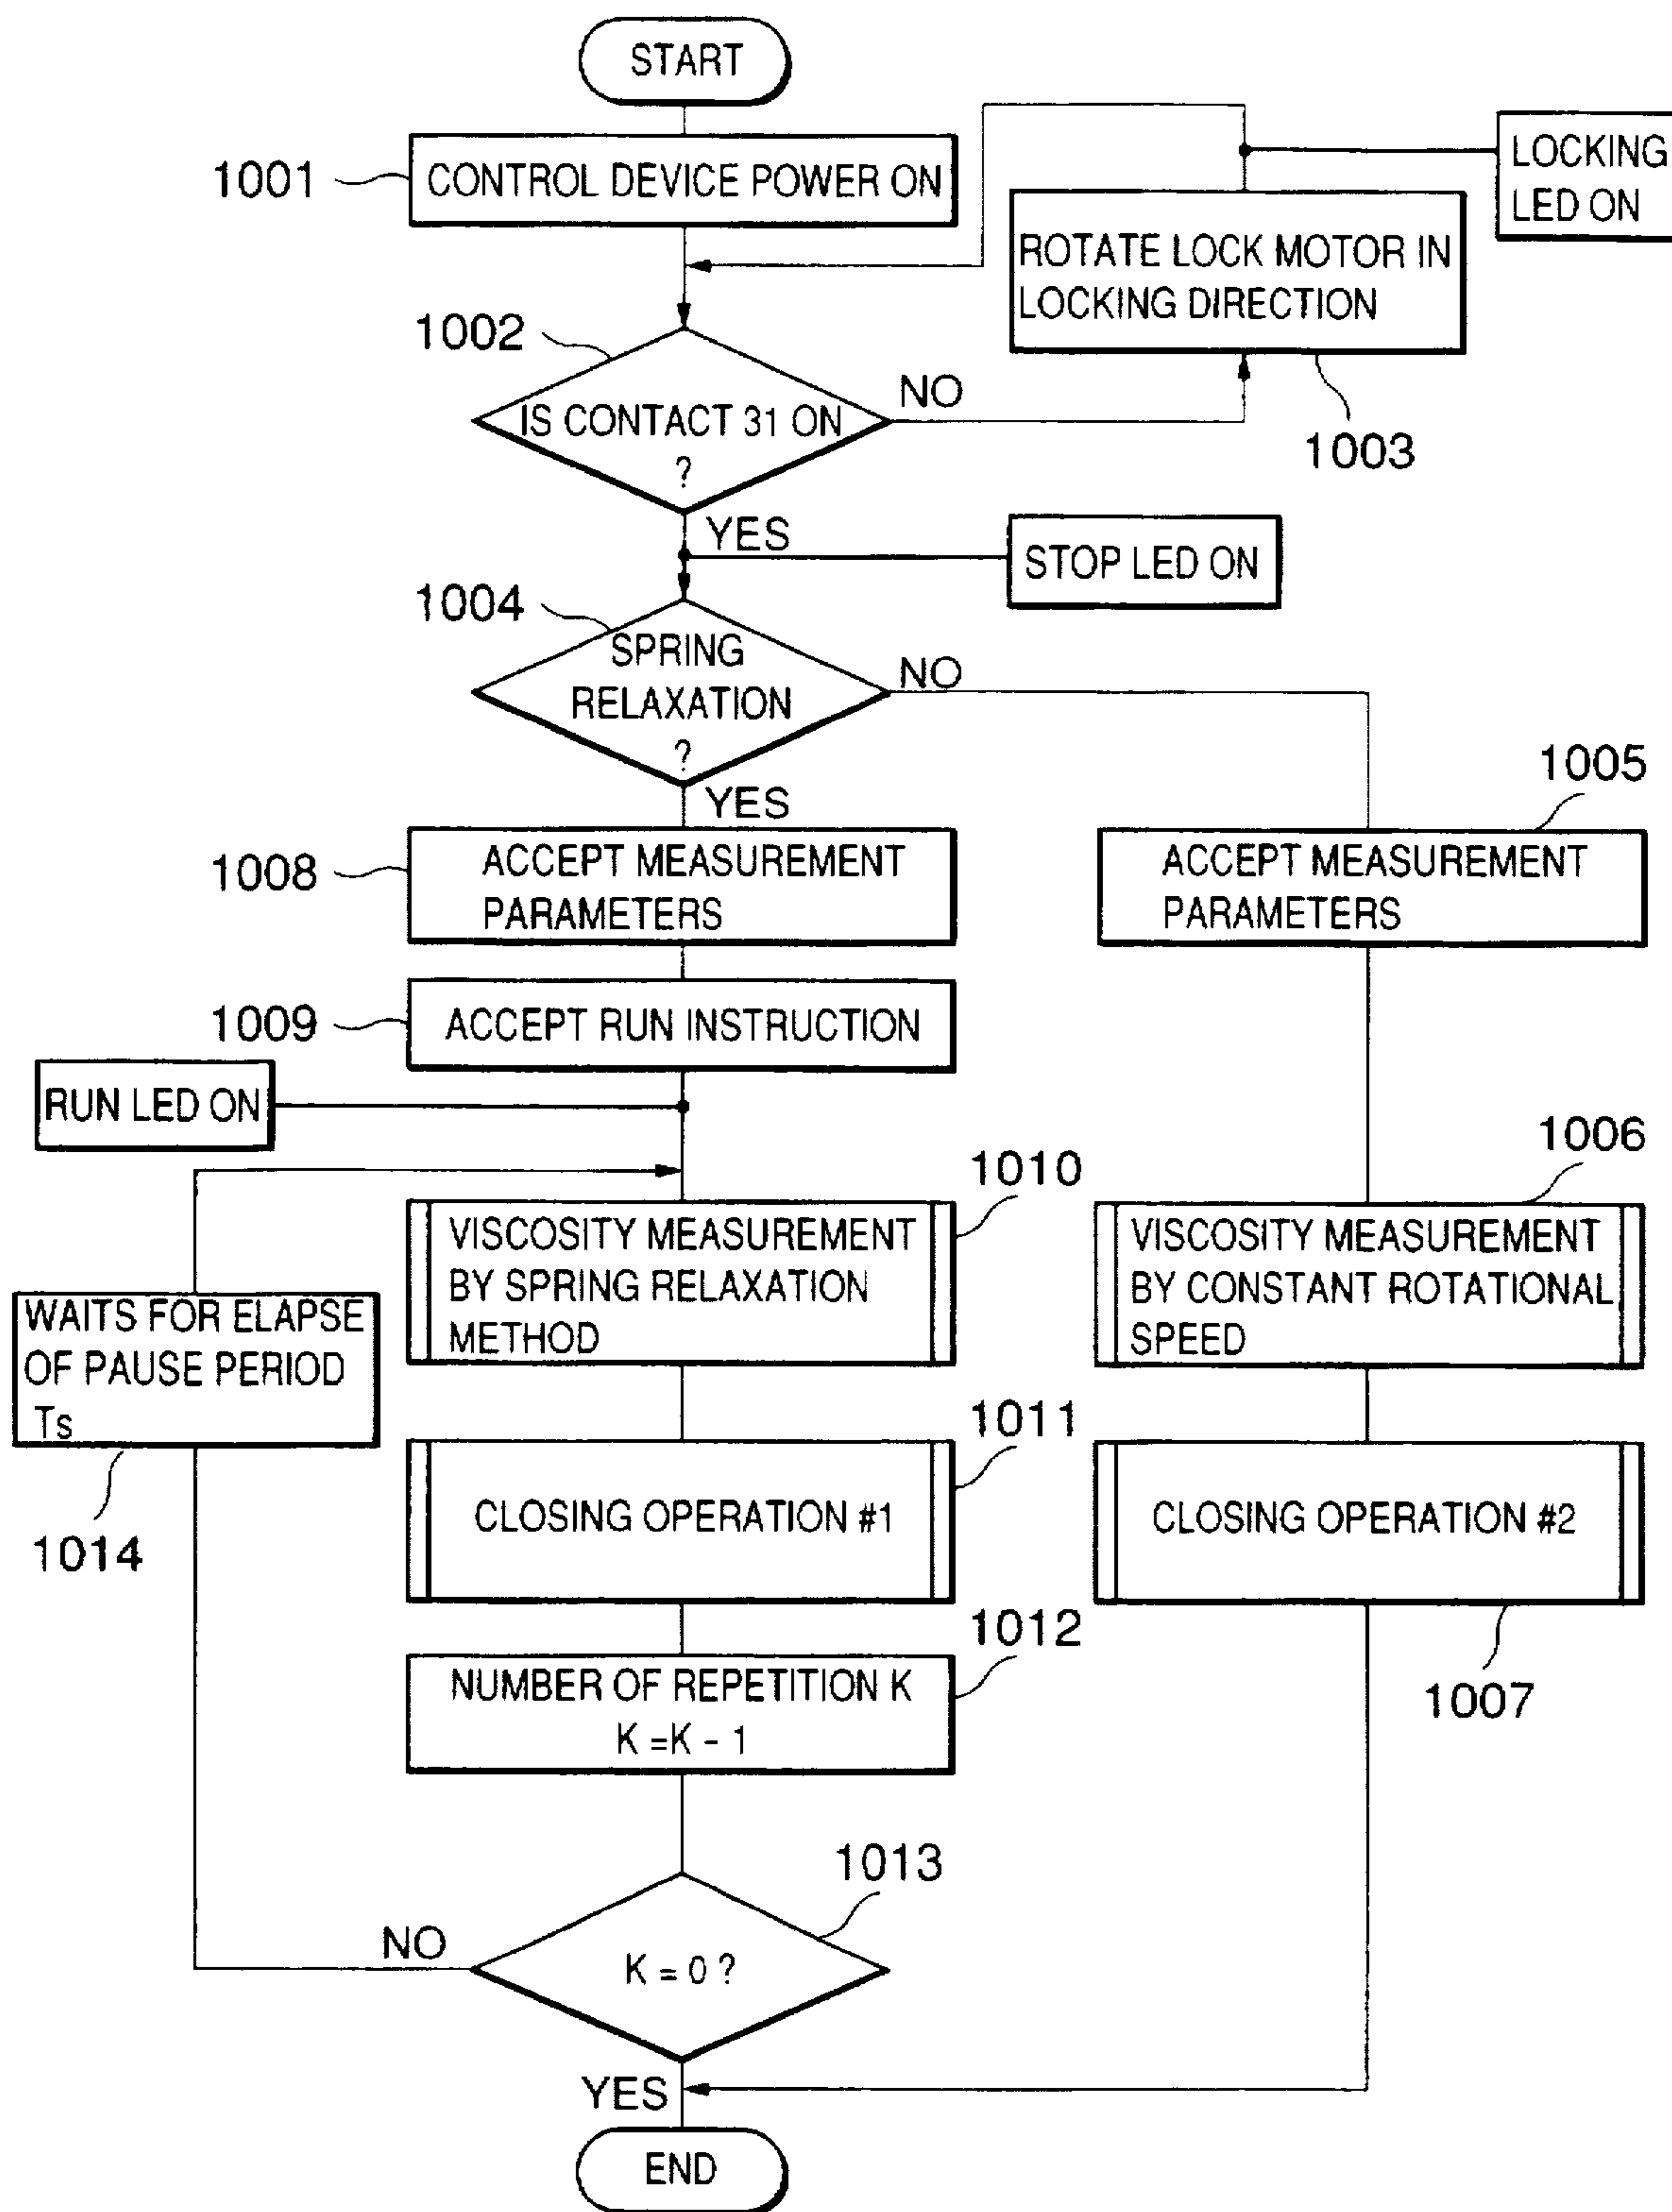 START
1001
CONTROL DEVICE POWER ON
LOCKING
LED ON
ROTATE LOCK MOTOR IN
LOCKING DIRECTION
1003
1002
IS CONTACT 31 ON
?
NO
YES
STOP LED ON
1004
SPRING
RELAXATION
?
NO
YES
1005
1008
ACCEPT MEASUREMENT
PARAMETERS
ACCEPT MEASUREMENT
PARAMETERS
1009
ACCEPT RUN INSTRUCTION
RUN LED ON
1010
VISCOSITY MEASUREMENT
BY SPRING RELAXATION
METHOD
1006
VISCOSITY MEASUREMENT
BY CONSTANT ROTATIONAL
SPEED
WAITS FOR ELAPSE
OF PAUSE PERIOD
Ts
1014
1011
CLOSING OPERATION #1
CLOSING OPERATION #2
1007
1012
NUMBER OF REPETITION K
K =K - 1
1013
K = 0 ?
NO
YES
END